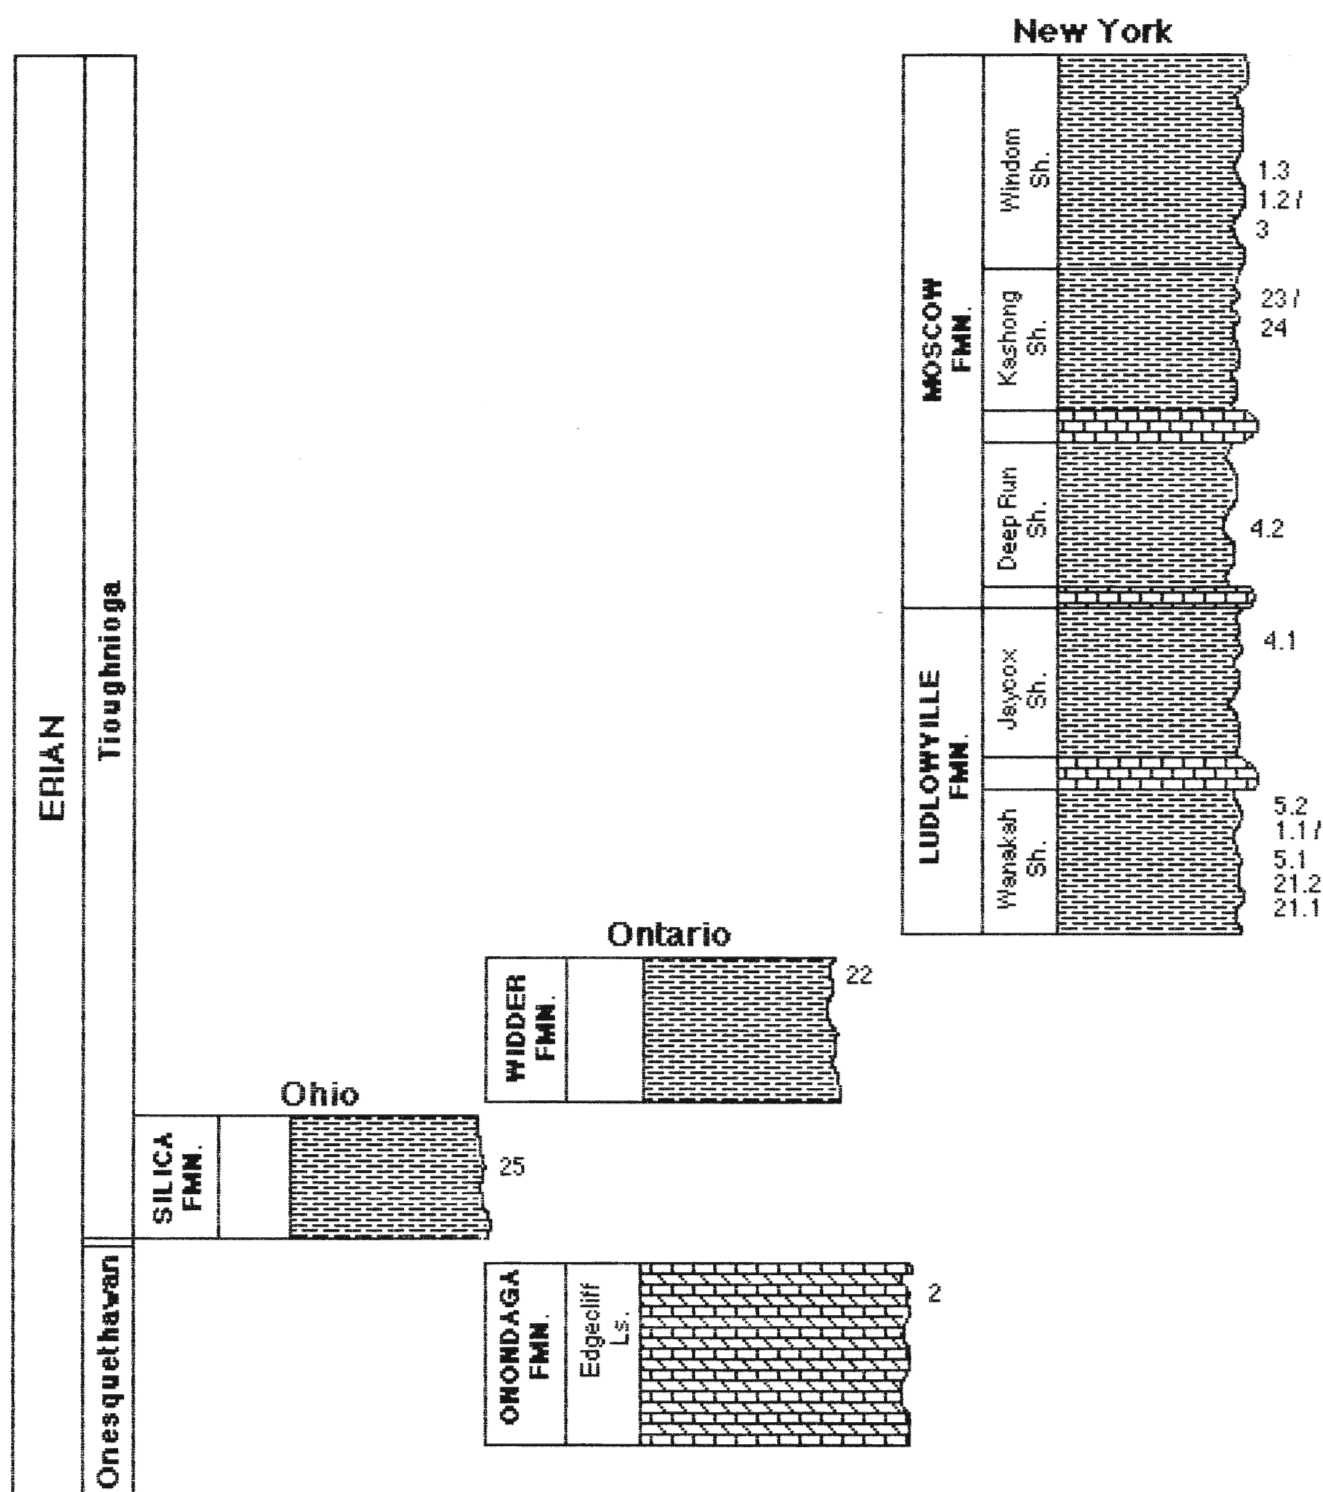 New York
ERIAN
Tioughnioga
Onesquethawan
MOSCOW
FMN.
Windom
Sh.
1.3
1.2 /
3
Kashong
Sh.
23 /
24
Deep Run
Sh.
4.2
LUDLOWVILLE
FMN.
Jaycox
Sh.
4.1
Wanakah
Sh.
5.2
1.1 /
5.1
21.2
21.1
Ontario
WIDDER
FMN.
22
Ohio
SILICA
FMN.
25
ONONDAGA
FMN.
Edgecliff
Ls.
2